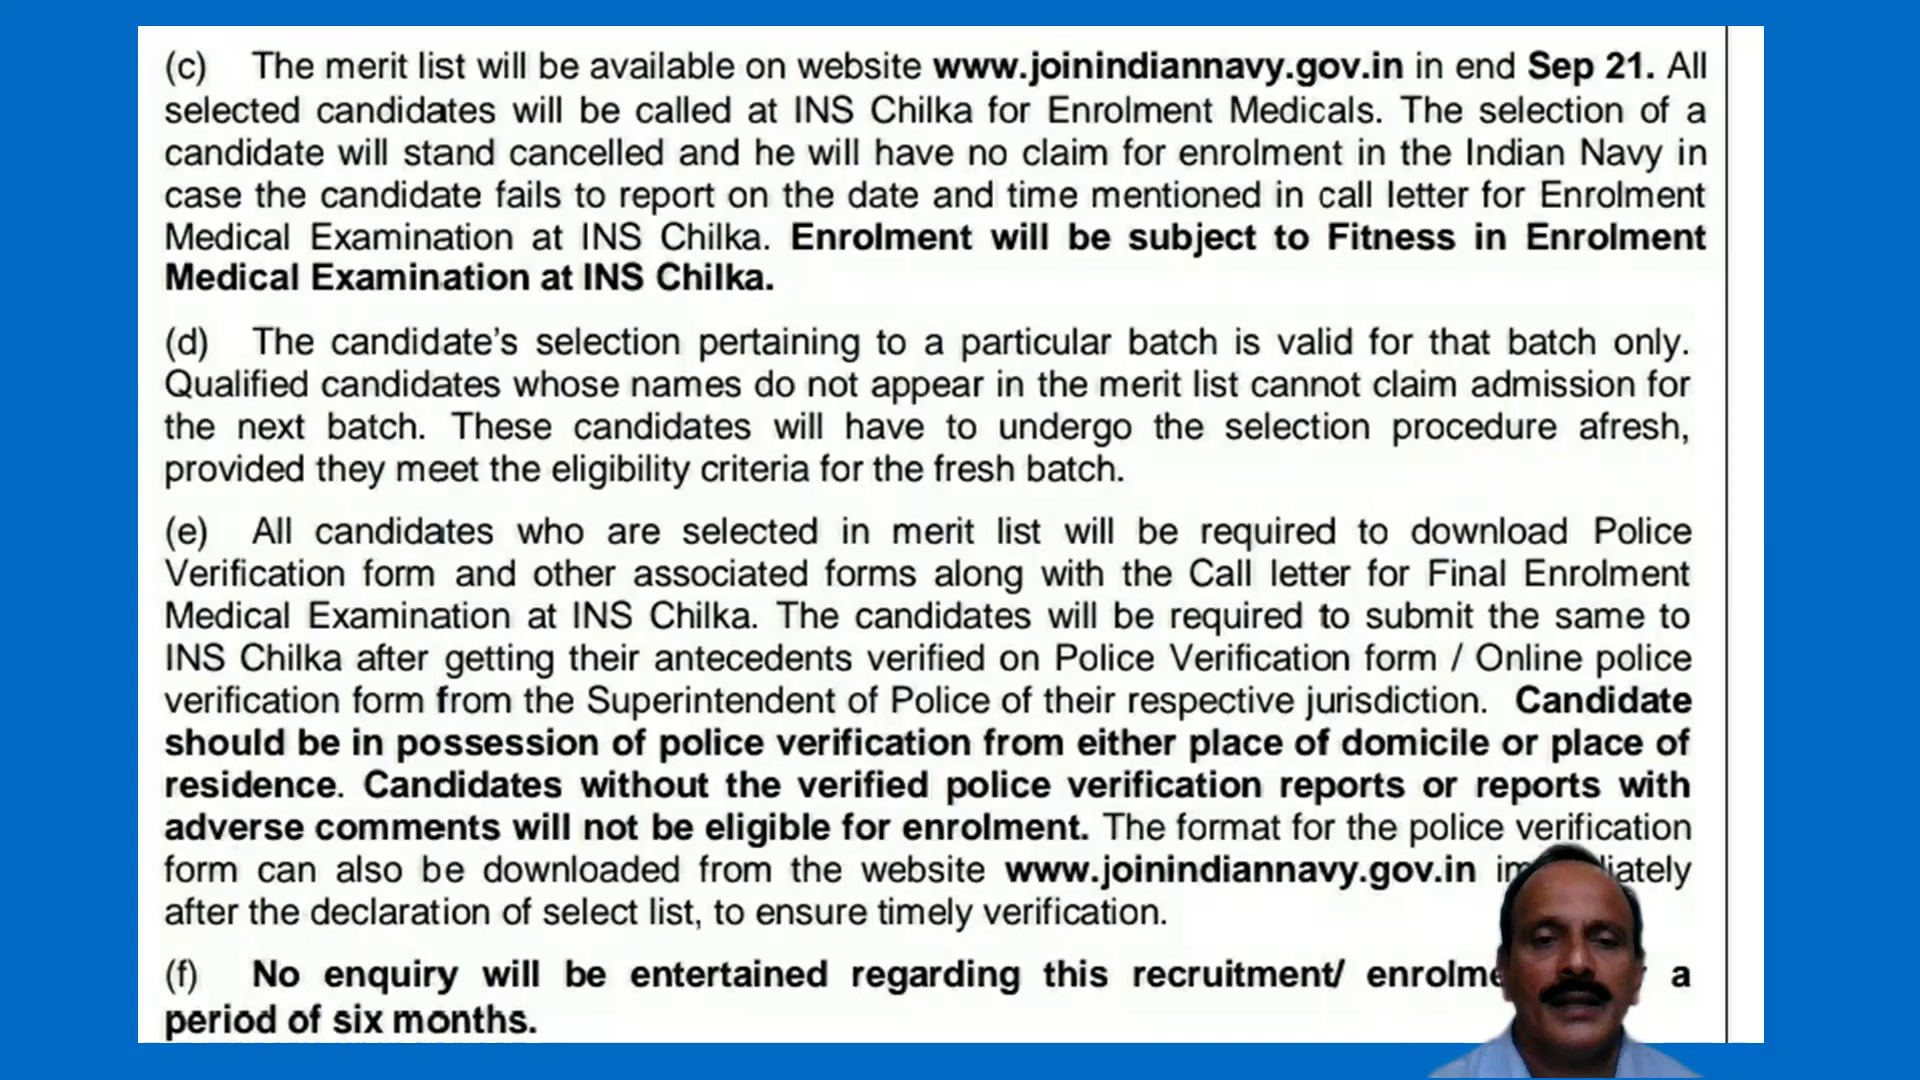 (c) The merit list will be available on website www.joinindiannavy.gov.in in end Sep 21. All
selected candidates will be called at INS Chilka for Enrolment Medicals. The selection of a
candidate will stand cancelled and he will have no claim for enrolment in the Indian Navy in
case the candidate fails to report on the date and time mentioned in call letter for Enrolment
Medical Examination at INS Chilka. Enrolment will be subject to Fitness in Enrolment
Medical Examination at INS Chilka.
(d) The candidate's selection pertaining to a particular batch is valid for that batch only.
Qualified candidates whose names do not appear in the merit list cannot claim admission for
the next batch. These candidates will have to undergo the selection procedure afresh,
provided they meet the eligibility criteria for the fresh batch.
(e) All candidates who are selected in merit list will be required to download Police
Verification form and other associated forms along with the Call letter for Final Enrolment
Medical Examination at INS Chilka. The candidates will be required to submit the same to
INS Chilka after getting their antecedents verified on Police Verification form / Online police
verification form from the Superintendent of Police of their respective jurisdiction. Candidate
should be in possession of police verification from either place of domicile or place of
residence. Candidates without the verified police verification reports or reports with
adverse comments will not be eligible for enrolment. The format for the police verification
form can also be downloaded from the website www.joinindiannavy.gov.in
after the declaration of select list, to ensure timely verification.
(f) No enquiry will be entertained regarding this recruitment/ a
period of six months.